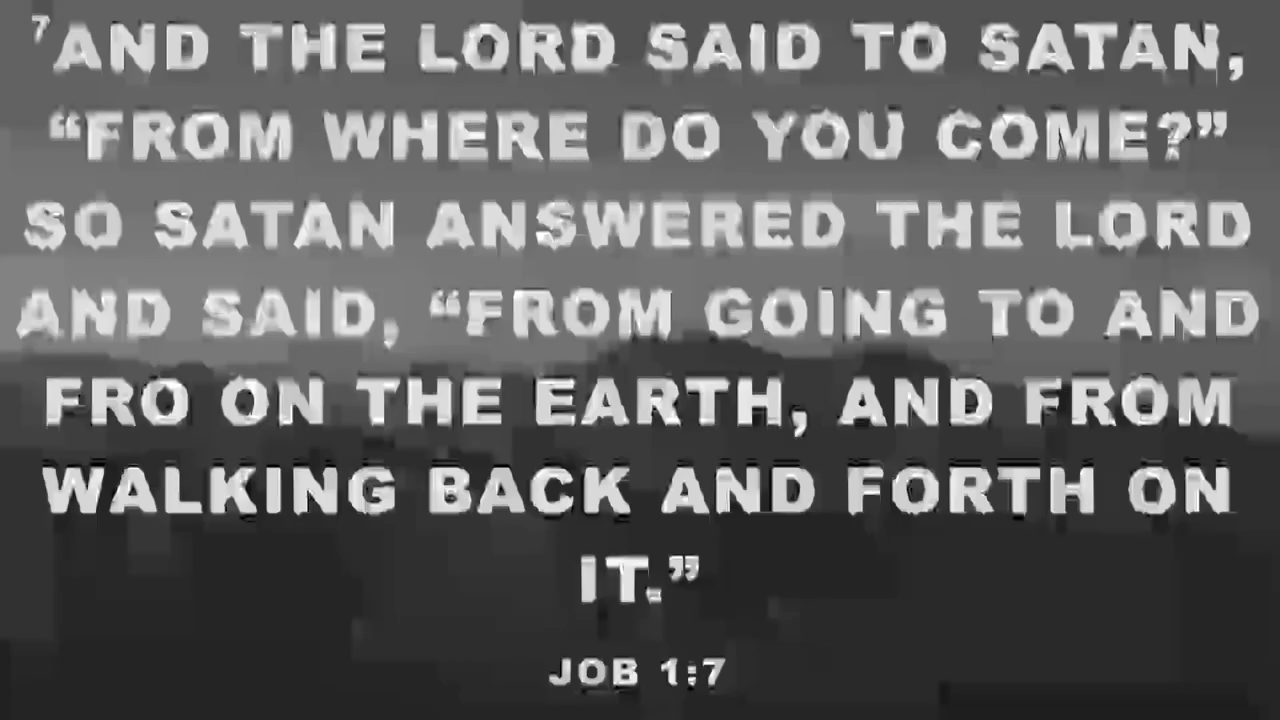 ⁷AND THE LORD SAID TO SATAN,
“FROM WHERE DO YOU COME?”
SO SATAN ANSWERED THE LORD
AND SAID, “FROM GOING TO AND
FRO ON THE EARTH, AND FROM
WALKING BACK AND FORTH ON
IT.”
JOB 1:7